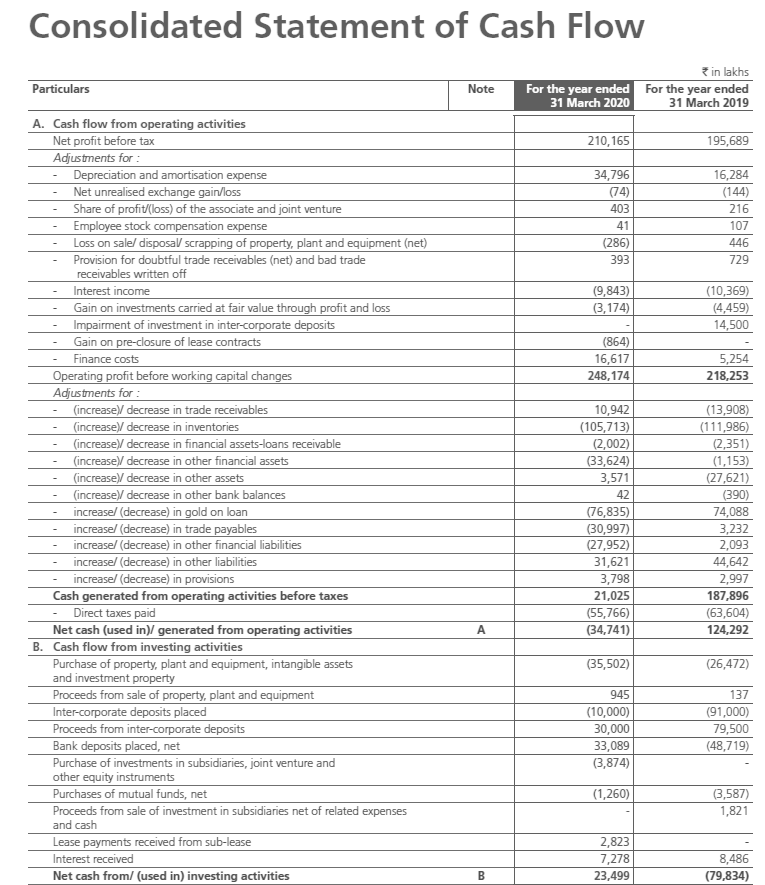 Consolidated Statement of Cash Flow
₹ in lakhs
Particulars Note For the year ended 31 March 2020 For the year ended 31 March 2019
A. Cash flow from operating activities
Net profit before tax 210,165 195,689
Adjustments for :
- Depreciation and amortisation expense 34,796 16,284
- Net unrealised exchange gain/loss (74) (144)
- Share of profit/(loss) of the associate and joint venture 403 216
- Employee stock compensation expense 41 107
- Loss on sale/ disposal/ scrapping of property, plant and equipment (net) (286) 446
- Provision for doubtful trade receivables (net) and bad trade 393 729
receivables written off
- Interest income (9,843) (10,369)
- Gain on investments carried at fair value through profit and loss (3,174) (4,459)
- Impairment of investment in inter-corporate deposits - 14,500
- Gain on pre-closure of lease contracts (864) -
- Finance costs 16,617 5,254
Operating profit before working capital changes 248,174 218,253
Adjustments for :
- (increase)/ decrease in trade receivables 10,942 (13,908)
- (increase)/ decrease in inventories (105,713) (111,986)
- (increase)/ decrease in financial assets-loans receivable (2,002) (2,351)
- (increase)/ decrease in other financial assets (33,624) (1,153)
- (increase)/ decrease in other assets 3,571 (27,621)
- (increase)/ decrease in other bank balances 42 (390)
- increase/ (decrease) in gold on loan (76,835) 74,088
- increase/ (decrease) in trade payables (30,997) 3,232
- increase/ (decrease) in other financial liabilities (27,952) 2,093
- increase/ (decrease) in other liabilities 31,621 44,642
- increase/ (decrease) in provisions 3,798 2,997
Cash generated from operating activities before taxes 21,025 187,896
- Direct taxes paid (55,766) (63,604)
Net cash (used in)/ generated from operating activities A (34,741) 124,292
B. Cash flow from investing activities
Purchase of property, plant and equipment, intangible assets (35,502) (26,472)
and investment property
Proceeds from sale of property, plant and equipment 945 137
Inter-corporate deposits placed (10,000) (91,000)
Proceeds from inter-corporate deposits 30,000 79,500
Bank deposits placed, net 33,089 (48,719)
Purchase of investments in subsidiaries, joint venture and (3,874) -
other equity instruments
Purchases of mutual funds, net (1,260) (3,587)
Proceeds from sale of investment in subsidiaries net of related expenses - 1,821
and cash
Lease payments received from sub-lease 2,823 -
Interest received 7,278 8,486
Net cash from/ (used in) investing activities B 23,499 (79,834)